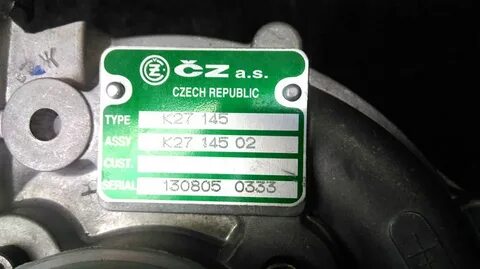 ČZ a.s.
CZECH REPUBLIC
TYPE K27 145
ASSY K27 145 02
CUST.
SERIAL 130805 0333